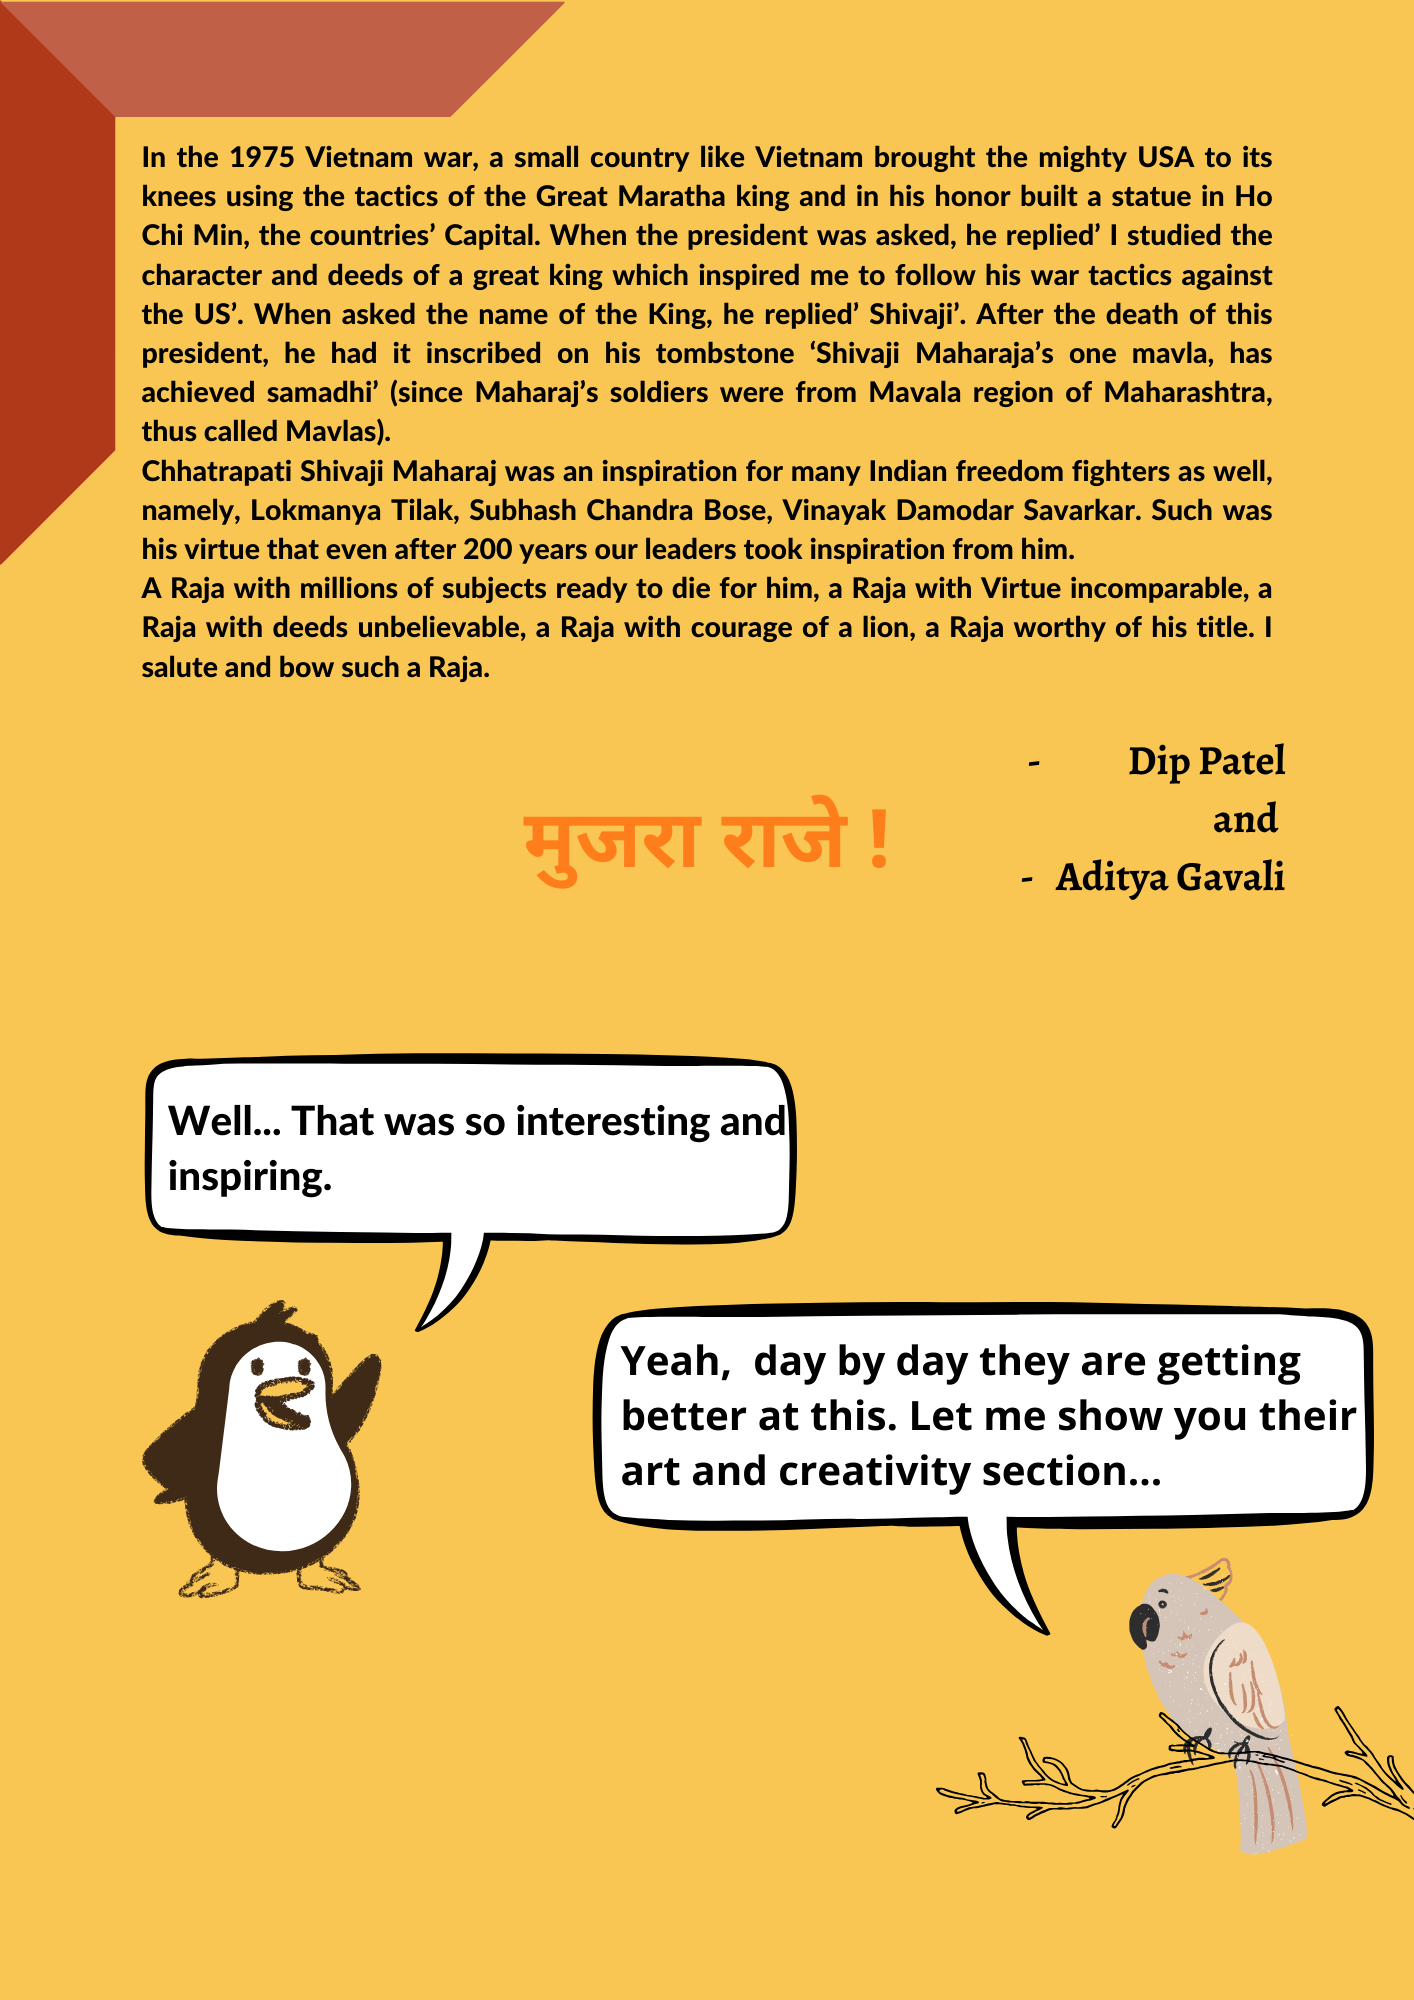 In the 1975 Vietnam war, a small country like Vietnam brought the mighty USA to its
knees using the tactics of the Great Maratha king and in his honor built a statue in Ho
Chi Min, the countries’ Capital. When the president was asked, he replied’ I studied the
character and deeds of a great king which inspired me to follow his war tactics against
the US’. When asked the name of the King, he replied’ Shivaji’. After the death of this
president, he had it inscribed on his tombstone ‘Shivaji Maharaja’s one mavla, has
achieved samadhi’ (since Maharaj’s soldiers were from Mavala region of Maharashtra,
thus called Mavlas).
Chhatrapati Shivaji Maharaj was an inspiration for many Indian freedom fighters as well,
namely, Lokmanya Tilak, Subhash Chandra Bose, Vinayak Damodar Savarkar. Such was
his virtue that even after 200 years our leaders took inspiration from him.
A Raja with millions of subjects ready to die for him, a Raja with Virtue incomparable, a
Raja with deeds unbelievable, a Raja with courage of a lion, a Raja worthy of his title. I
salute and bow such a Raja.
- Dip Patel
and
- Aditya Gavali
मुजरा राजे !
Well... That was so interesting and
inspiring.
Yeah, day by day they are getting
better at this. Let me show you their
art and creativity section...